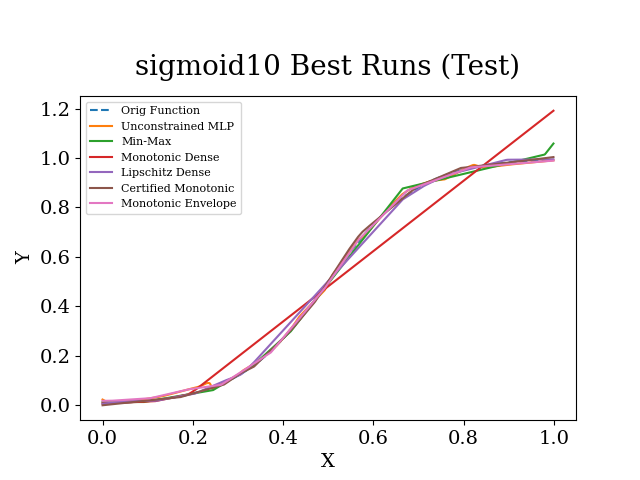 sigmoid10 Best Runs (Test)
Orig Function
Unconstrained MLP
Min-Max
Monotonic Dense
Lipschitz Dense
Certified Monotonic
Monotonic Envelope
1.2
1.0
0.8
0.6
0.4
0.2
0.0
Y
0.0 0.2 0.4 0.6 0.8 1.0
X